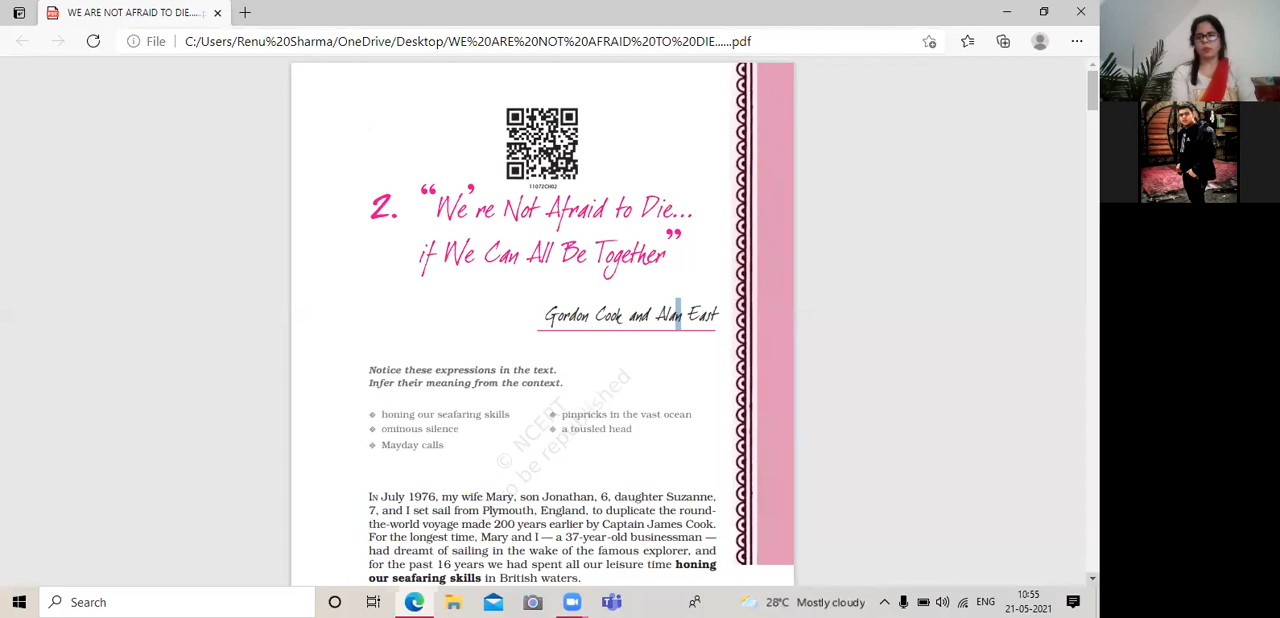 WE ARE NOT AFRAID TO DIE.....p
File
C:/Users/Renu%20Sharma/OneDrive/Desktop/WE%20ARE%20NOT%20AFRAID%20TO%20DIE......pdf
11072CH02
2. “We’re Not Afraid to Die...
if We Can All Be Together”
Gordon Cook and Alan East
Notice these expressions in the text.
Infer their meaning from the context.
❖ honing our seafaring skills
❖ ominous silence
❖ Mayday calls
❖ pinpricks in the vast ocean
❖ a tousled head
© NCERT
be republished
IN July 1976, my wife Mary, son Jonathan, 6, daughter Suzanne,
7, and I set sail from Plymouth, England, to duplicate the round-
the-world voyage made 200 years earlier by Captain James Cook.
For the longest time, Mary and I — a 37-year-old businessman —
had dreamt of sailing in the wake of the famous explorer, and
for the past 16 years we had spent all our leisure time honing
our seafaring skills in British waters.
Search
28°C Mostly cloudy
ENG
10:55
21-05-2021